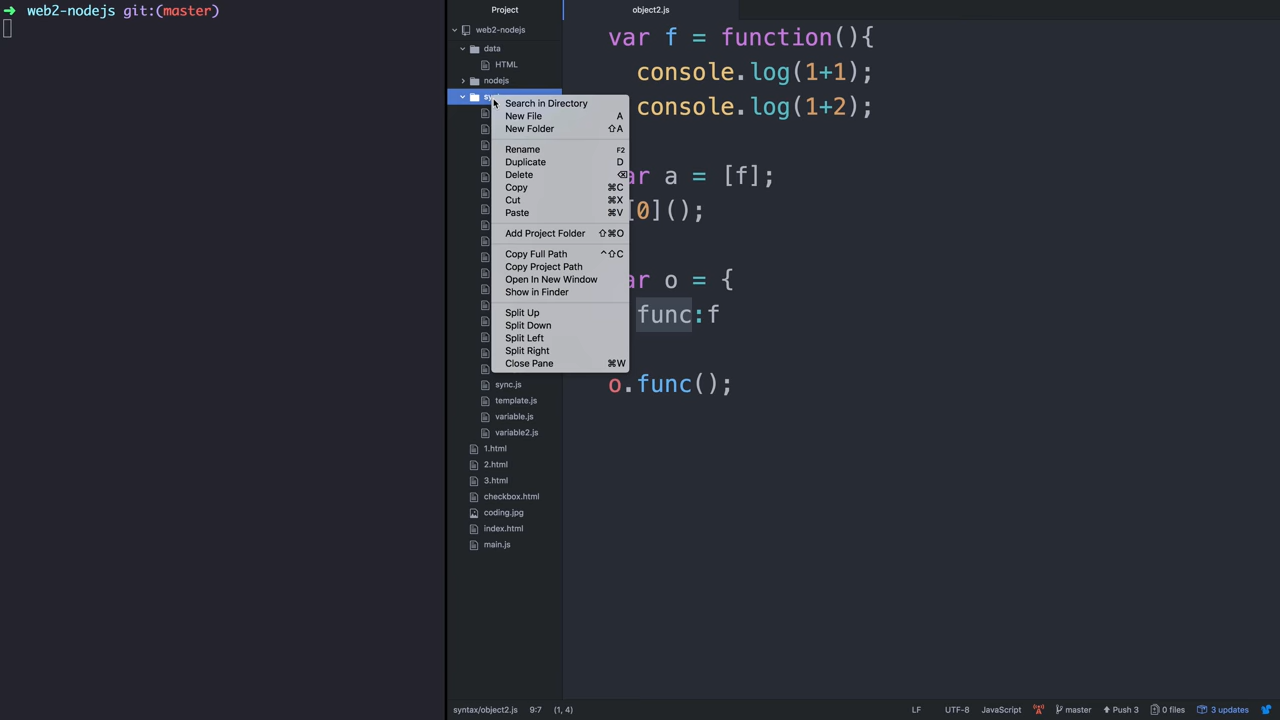 ➜ web2-nodejs git:(master)
Project
web2-nodejs
data
HTML
nodejs
sync.js
template.js
variable.js
variable2.js
1.html
2.html
3.html
checkbox.html
coding.jpg
index.html
main.js
Search in Directory
New File A
New Folder ⇧A
Rename F2
Duplicate D
Delete ⌫
Copy ⌘C
Cut ⌘X
Paste ⌘V
Add Project Folder ⇧⌘O
Copy Full Path ^⇧C
Copy Project Path
Open In New Window
Show in Finder
Split Up
Split Down
Split Left
Split Right
Close Pane ⌘W
object2.js
var f = function(){
console.log(1+1);
console.log(1+2);
ar a = [f];
[0]();
ar o = {
func:f
o.func();
syntax/object2.js 9:7 (1, 4)
LF UTF-8 JavaScript master Push 3 0 files 3 updates